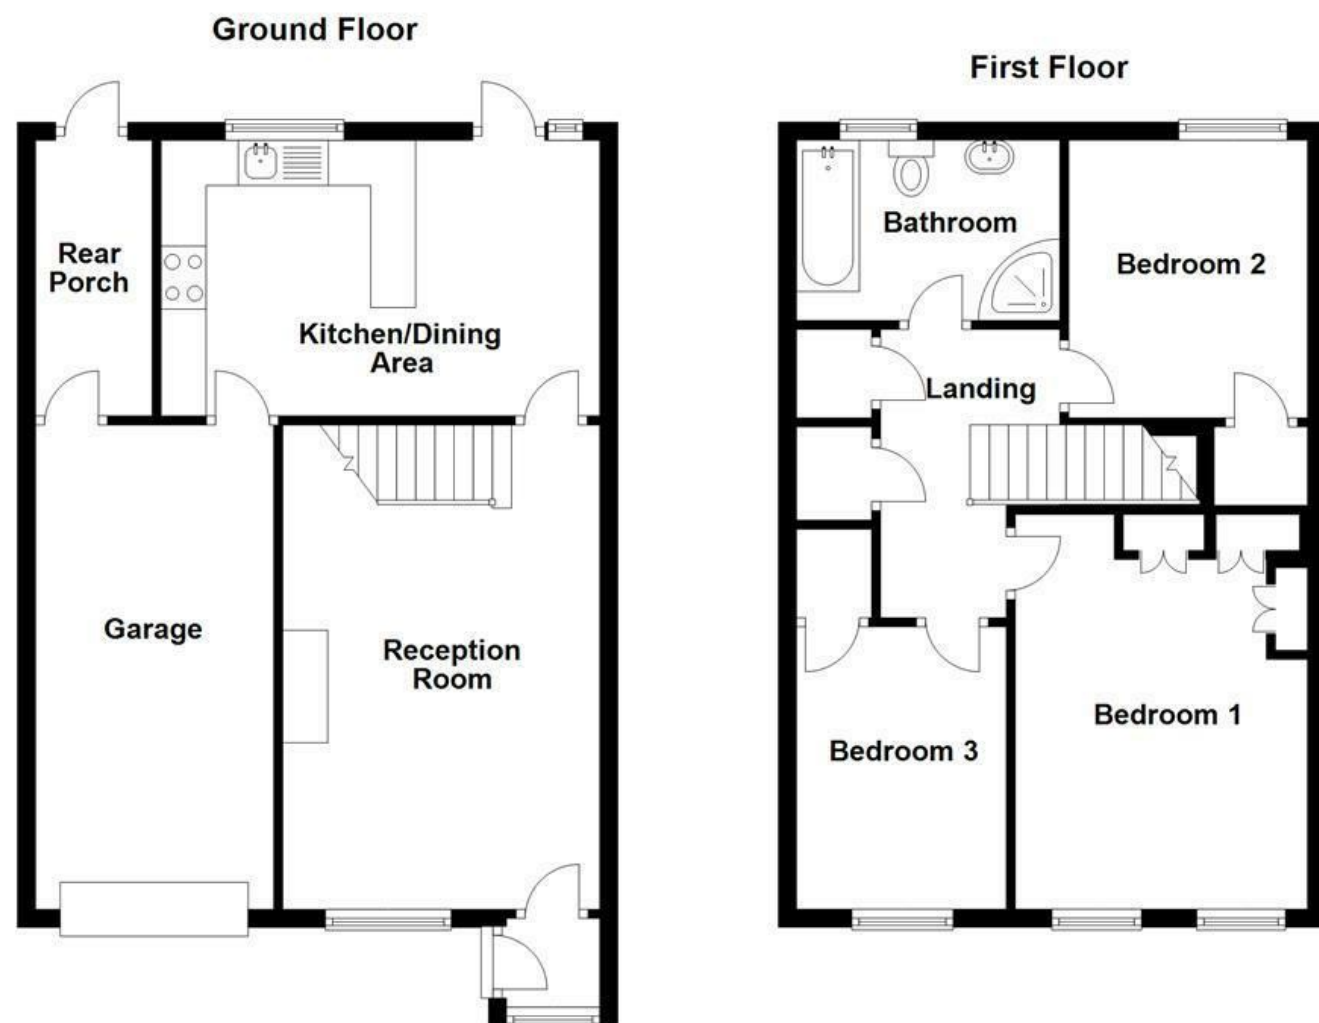 Ground Floor
Rear
Porch
Kitchen/Dining
Area
Garage
Reception
Room
First Floor
Bathroom
Bedroom 2
Landing
Bedroom 1
Bedroom 3